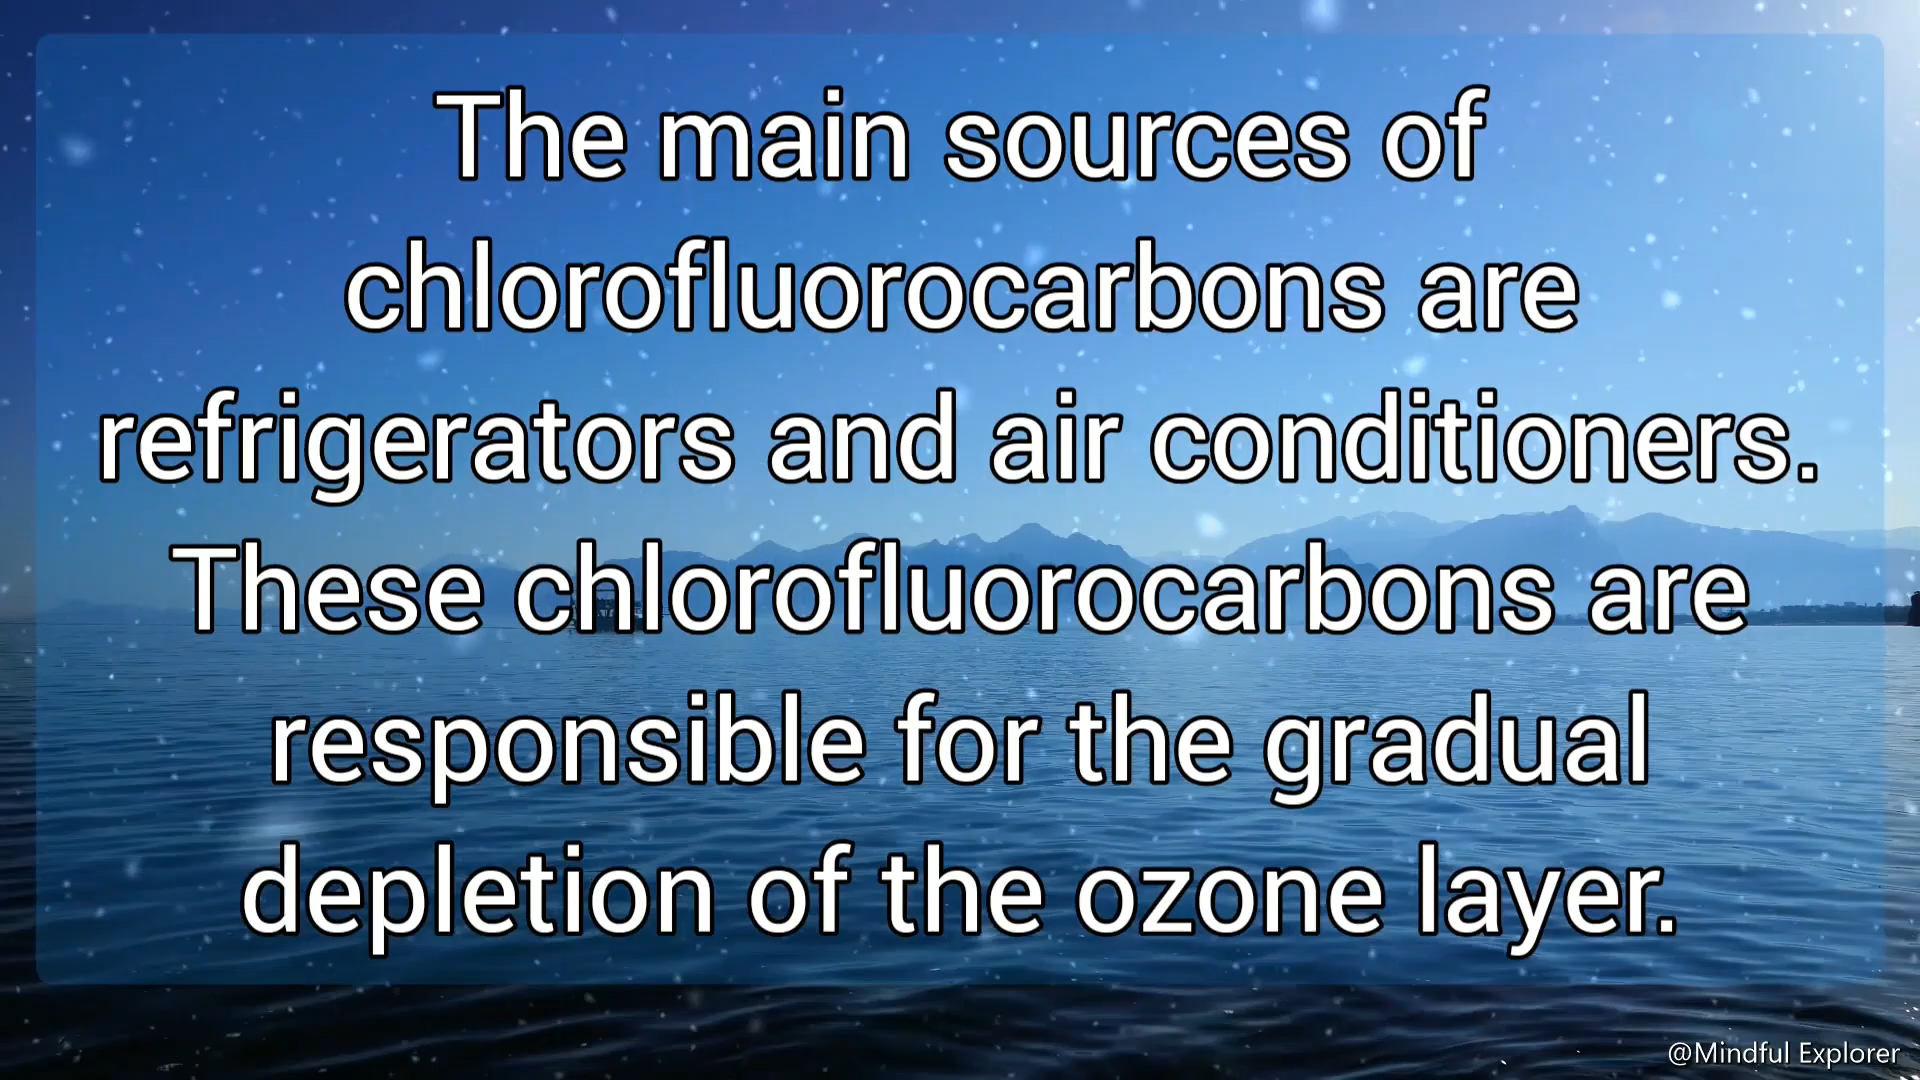 The main sources of
chlorofluorocarbons are
refrigerators and air conditioners.
These chlorofluorocarbons are
responsible for the gradual
depletion of the ozone layer.
@Mindful Explorer